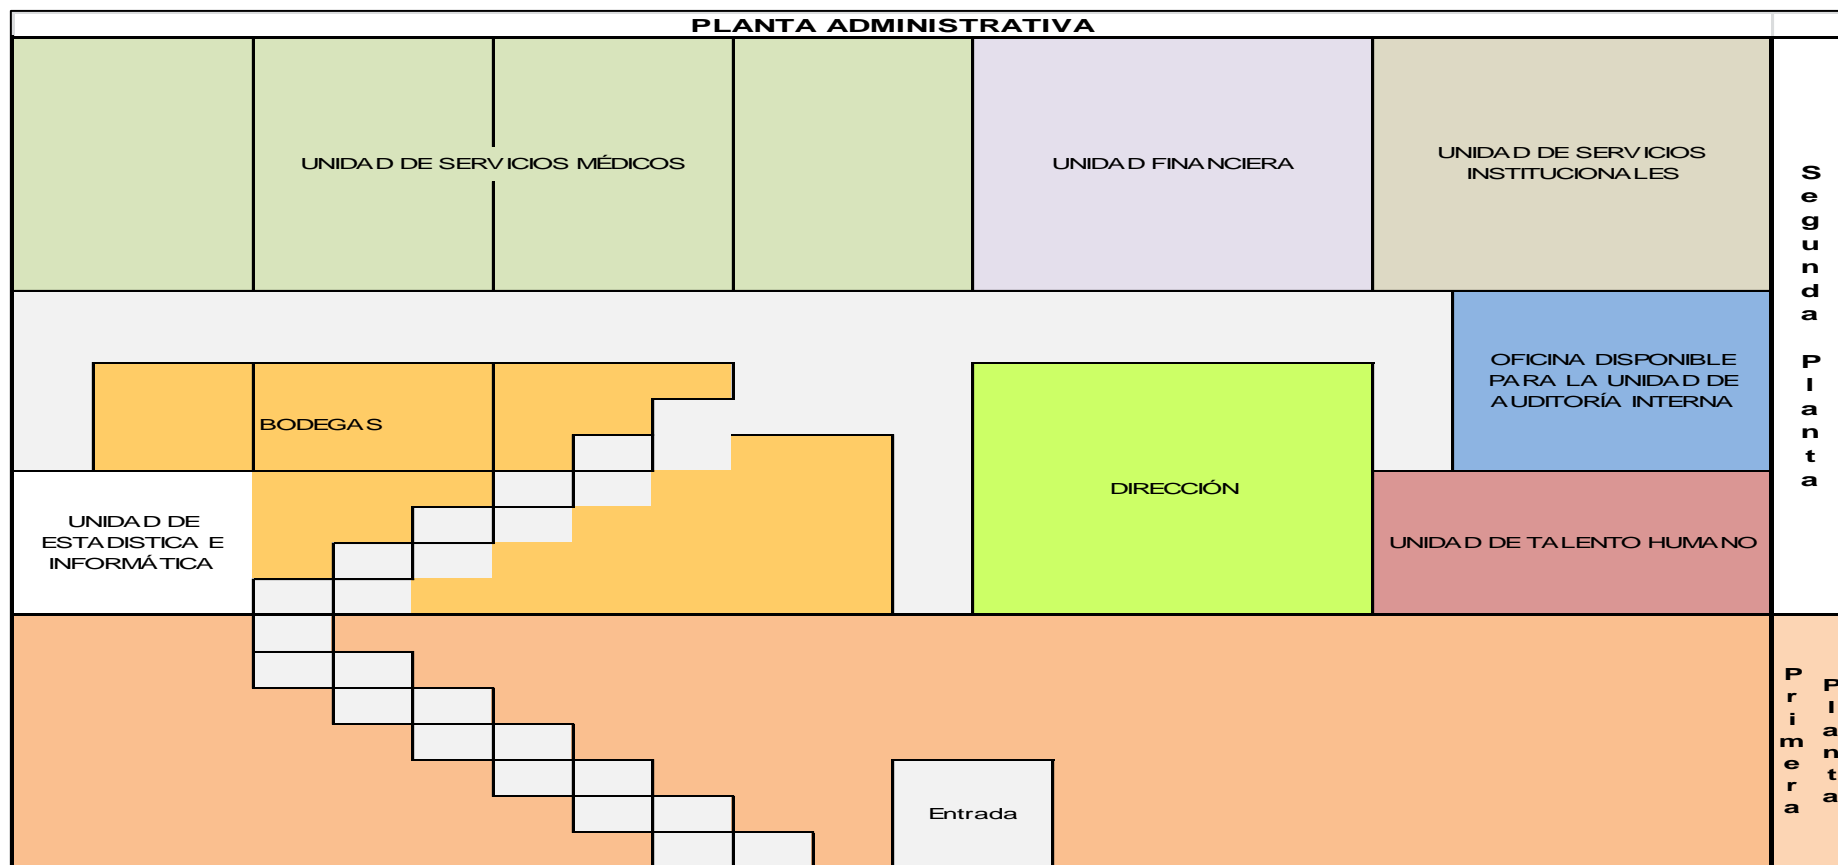 PLANTA ADMINISTRATIVA
UNIDAD DE SERVICIOS MÉDICOS
UNIDAD FINANCIERA
UNIDAD DE SERVICIOS
INSTITUCIONALES
OFICINA DISPONIBLE
PARA LA UNIDAD DE
AUDITORÍA INTERNA
BODEGAS
DIRECCIÓN
UNIDAD DE
ESTADISTICA E
INFORMÁTICA
UNIDAD DE TALENTO HUMANO
Segunda Planta
Primera
Planta
Entrada